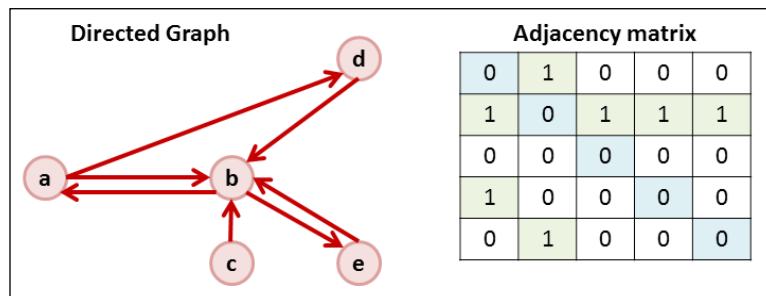 Directed Graph
d
a
b
c
e
Adjacency matrix
0 1 0 0 0
1 0 1 1 1
0 0 0 0 0
1 0 0 0 0
0 1 0 0 0